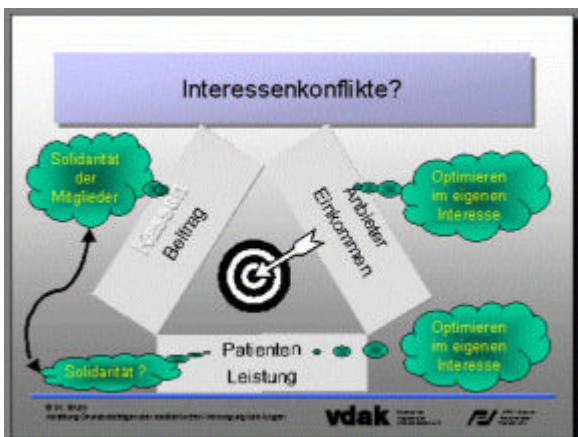 Interessenkonflikte?
Solidarität
der
Mitglieder
Kassen
Beitrag
Anbieter
Einkommen
Optimieren
im eigenen
Interesse
Patienten
Leistung
Solidarität ?
Optimieren
im eigenen
Interesse
vdak